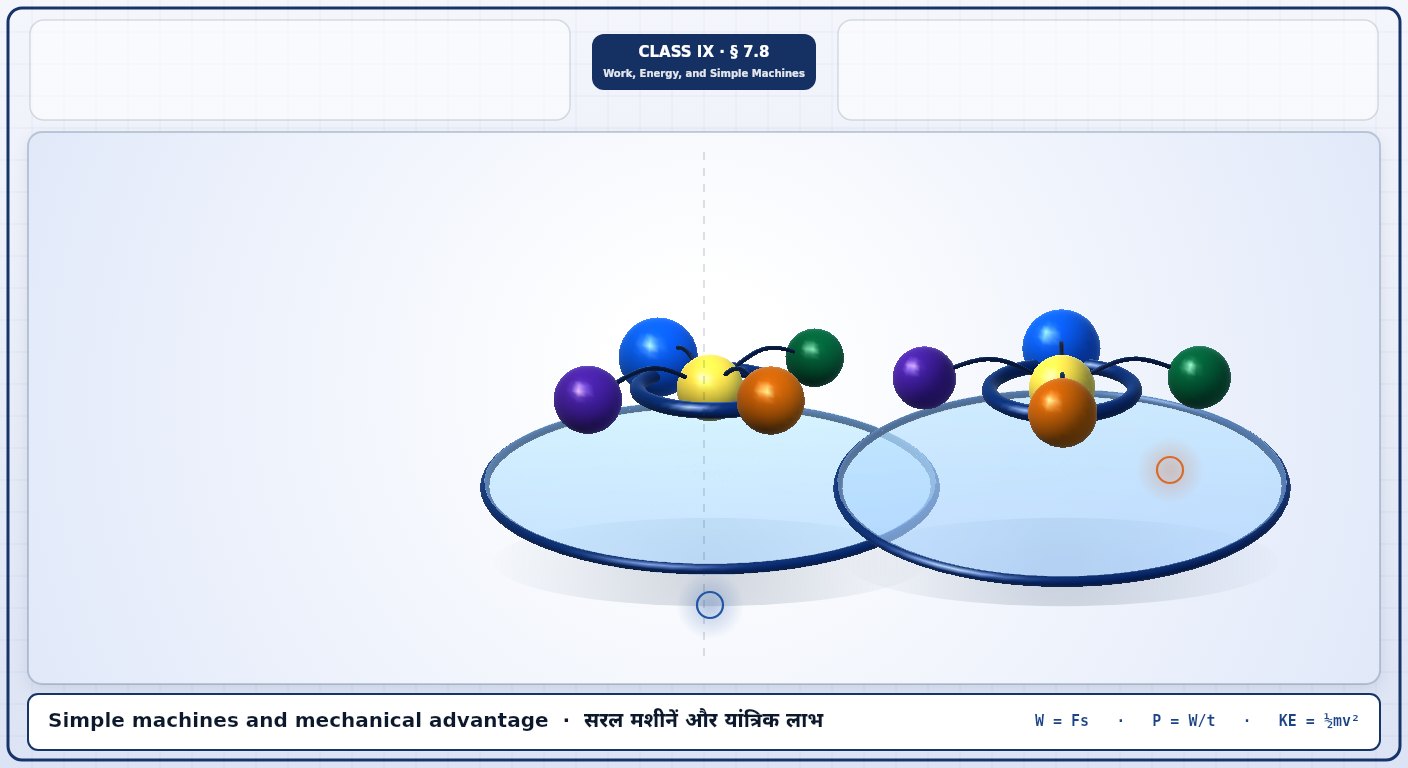 CLASS IX · § 7.8
Work, Energy, and Simple Machines
Simple machines and mechanical advantage · सरल मशीनें और यांत्रिक लाभ
W = Fs · P = W/t · KE = ½mv²